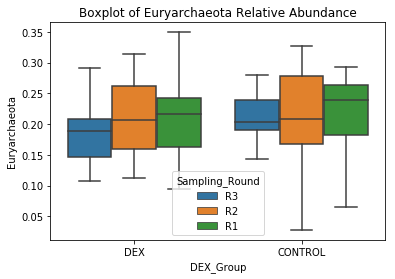 Boxplot of Euryarchaeota Relative Abundance
Euryarchaeota
0.35
0.30
0.25
0.20
0.15
0.10
0.05
Sampling_Round
R3
R2
R1
DEX
CONTROL
DEX_Group